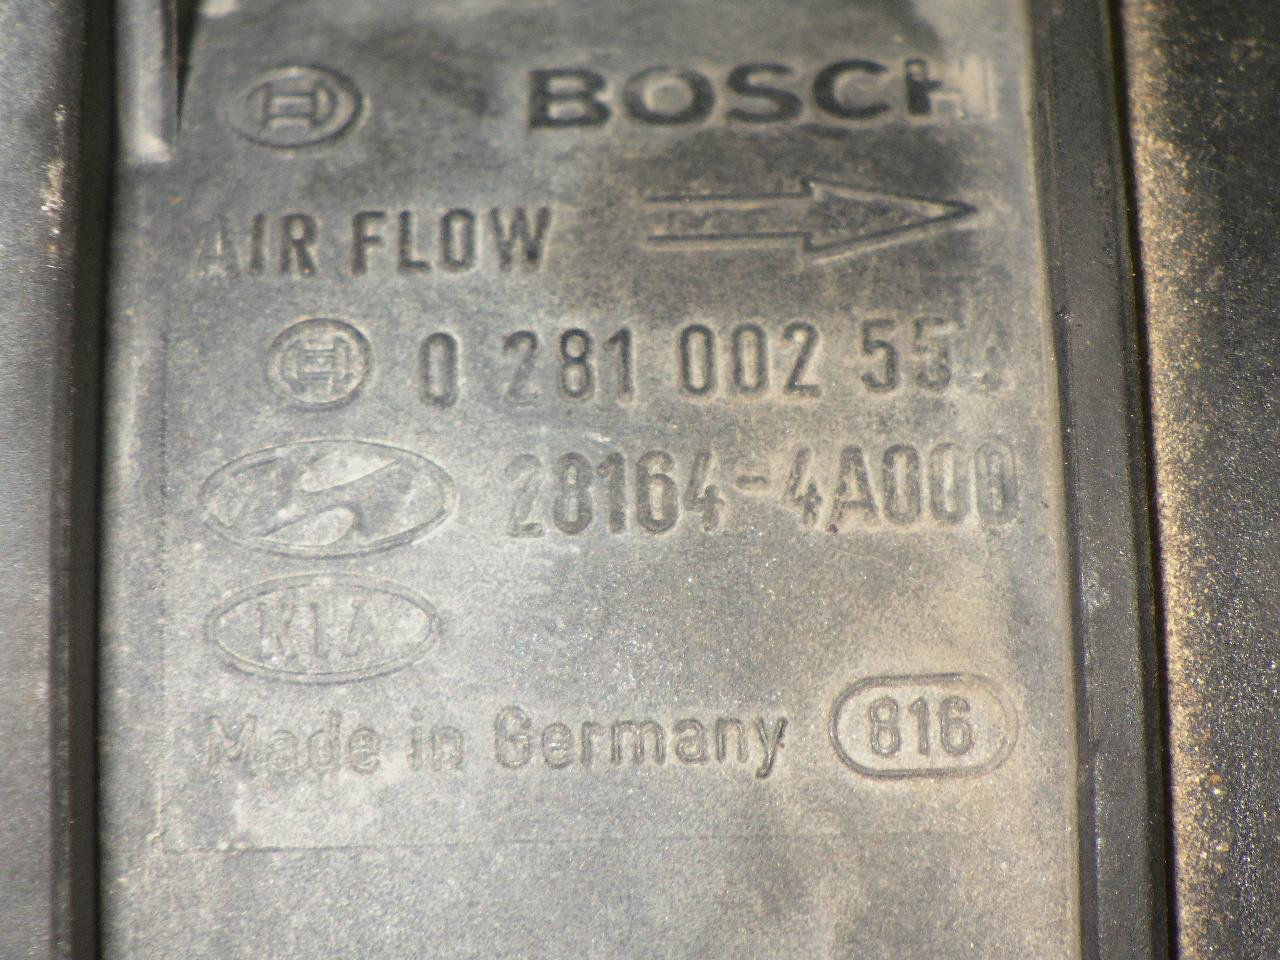 BOSCH
AIR FLOW
0 281 002 554
28164-4A000
KIA
Made in Germany 816